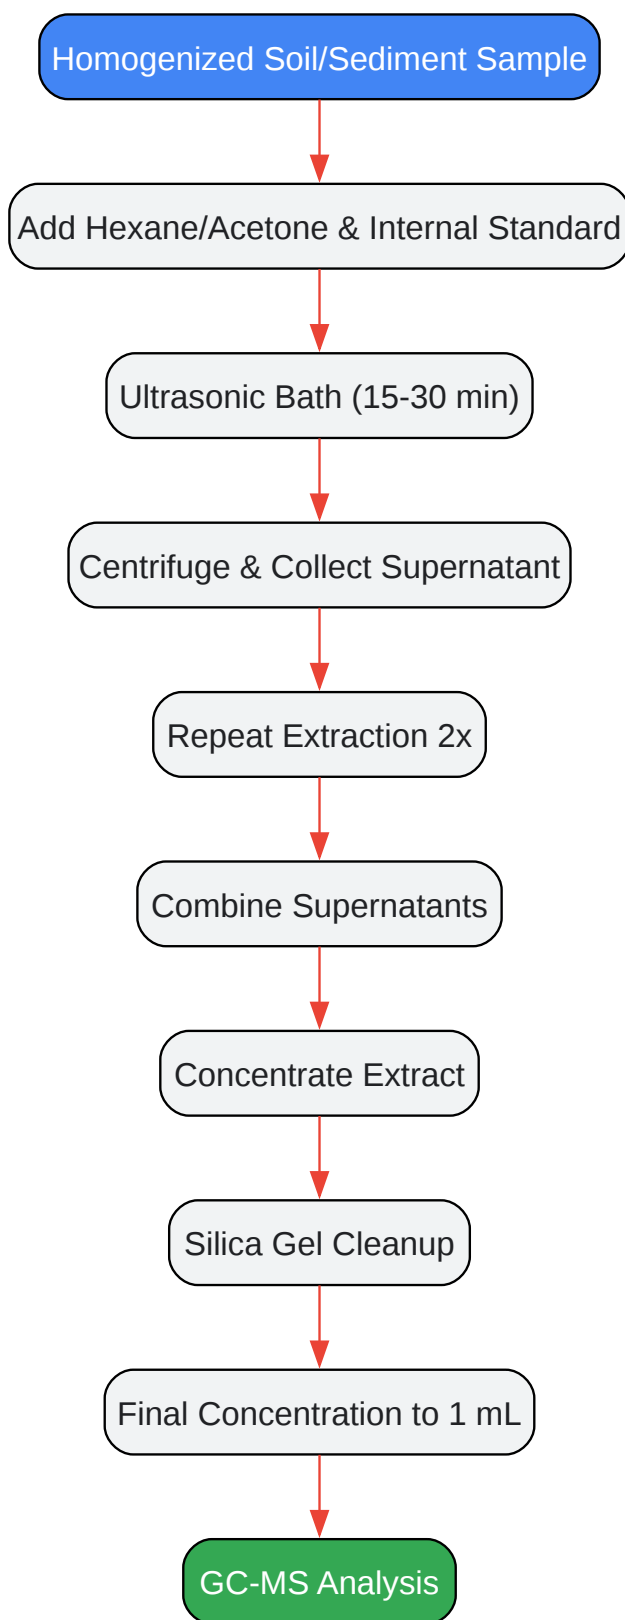 Homogenized Soil/Sediment Sample
Add Hexane/Acetone & Internal Standard
Ultrasonic Bath (15-30 min)
Centrifuge & Collect Supernatant
Repeat Extraction 2x
Combine Supernatants
Concentrate Extract
Silica Gel Cleanup
Final Concentration to 1 mL
GC-MS Analysis